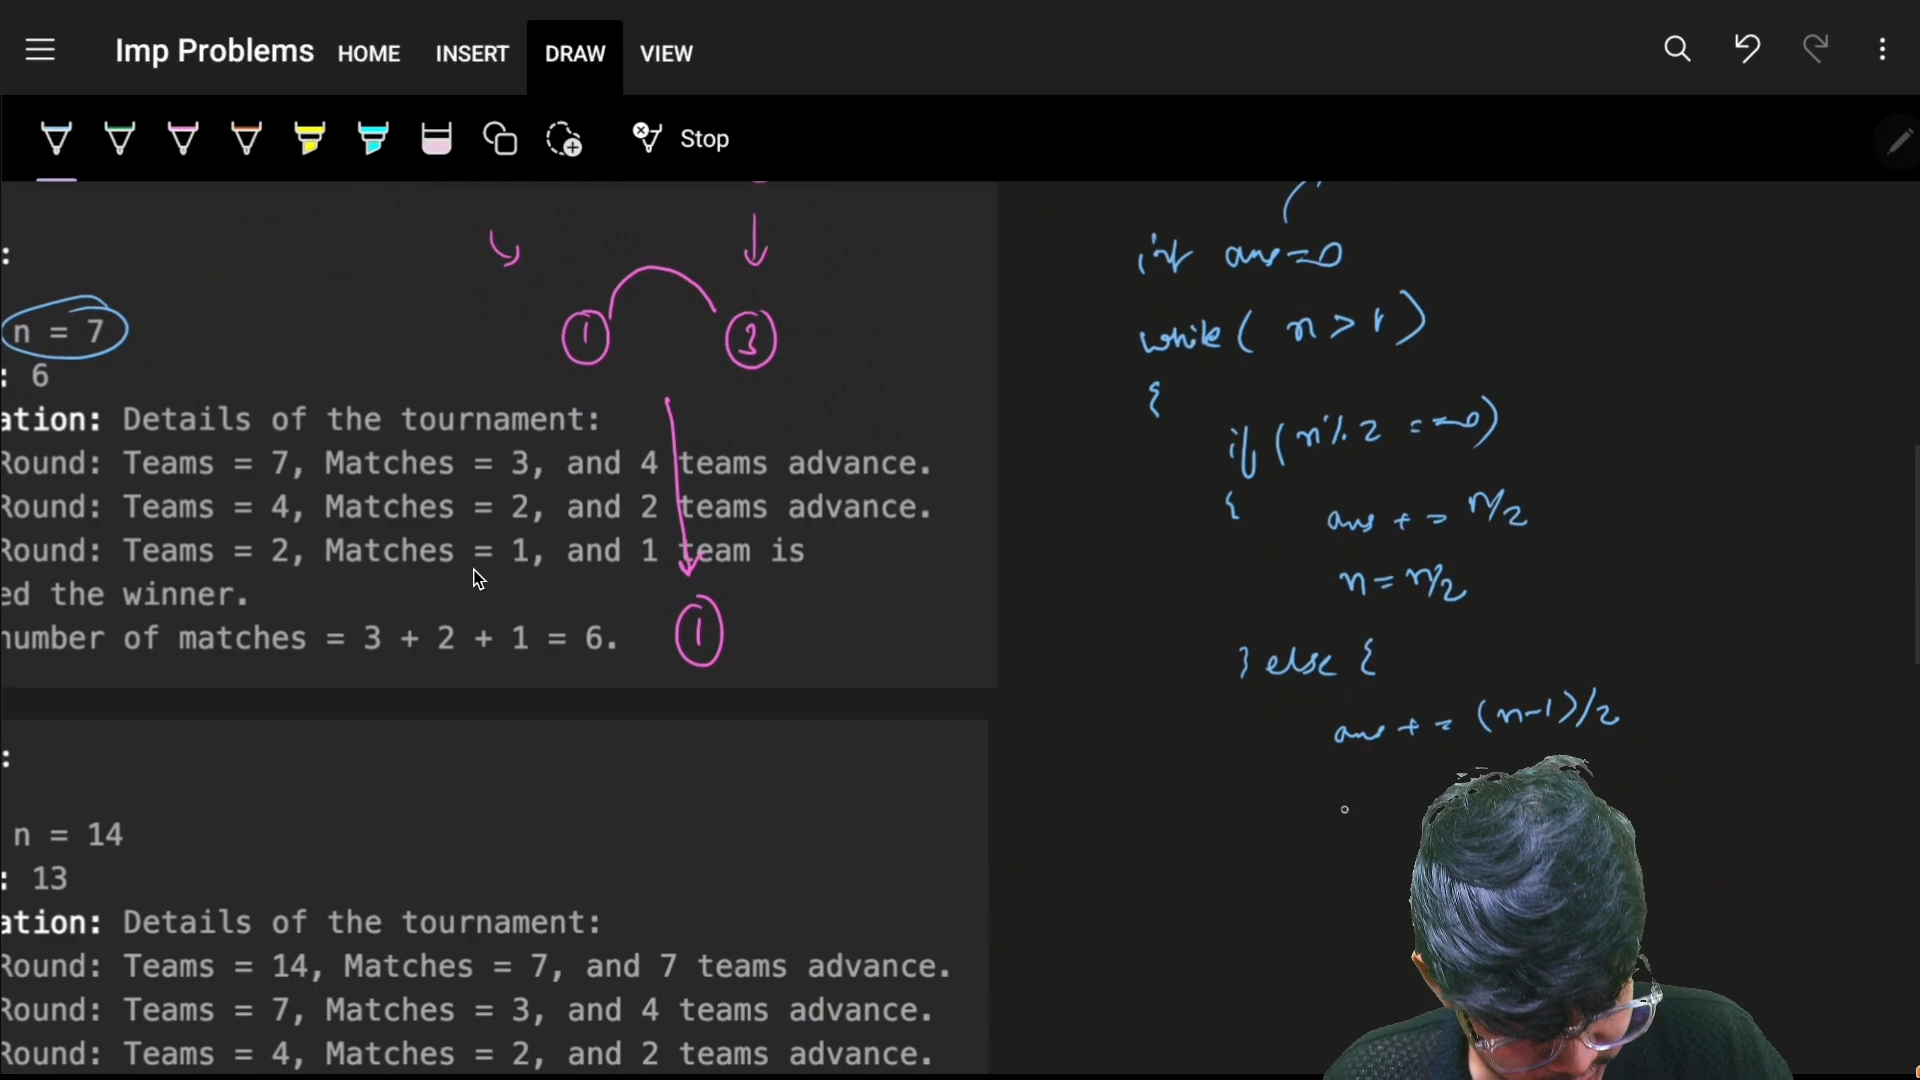 Imp Problems HOME INSERT DRAW VIEW
Stop
:
n = 7
: 6
ation: Details of the tournament:
Round: Teams = 7, Matches = 3, and 4 teams advance.
Round: Teams = 4, Matches = 2, and 2 teams advance.
Round: Teams = 2, Matches = 1, and 1 team is
ed the winner.
number of matches = 3 + 2 + 1 = 6.
1 3
1
:
n = 14
: 13
ation: Details of the tournament:
Round: Teams = 14, Matches = 7, and 7 teams advance.
Round: Teams = 7, Matches = 3, and 4 teams advance.
Round: Teams = 4, Matches = 2, and 2 teams advance.
int ans=0
while( n > 1 )
{
if (n%2 ==0)
{ ans += n/2
n = n/2
} else {
ans += (n-1)/2